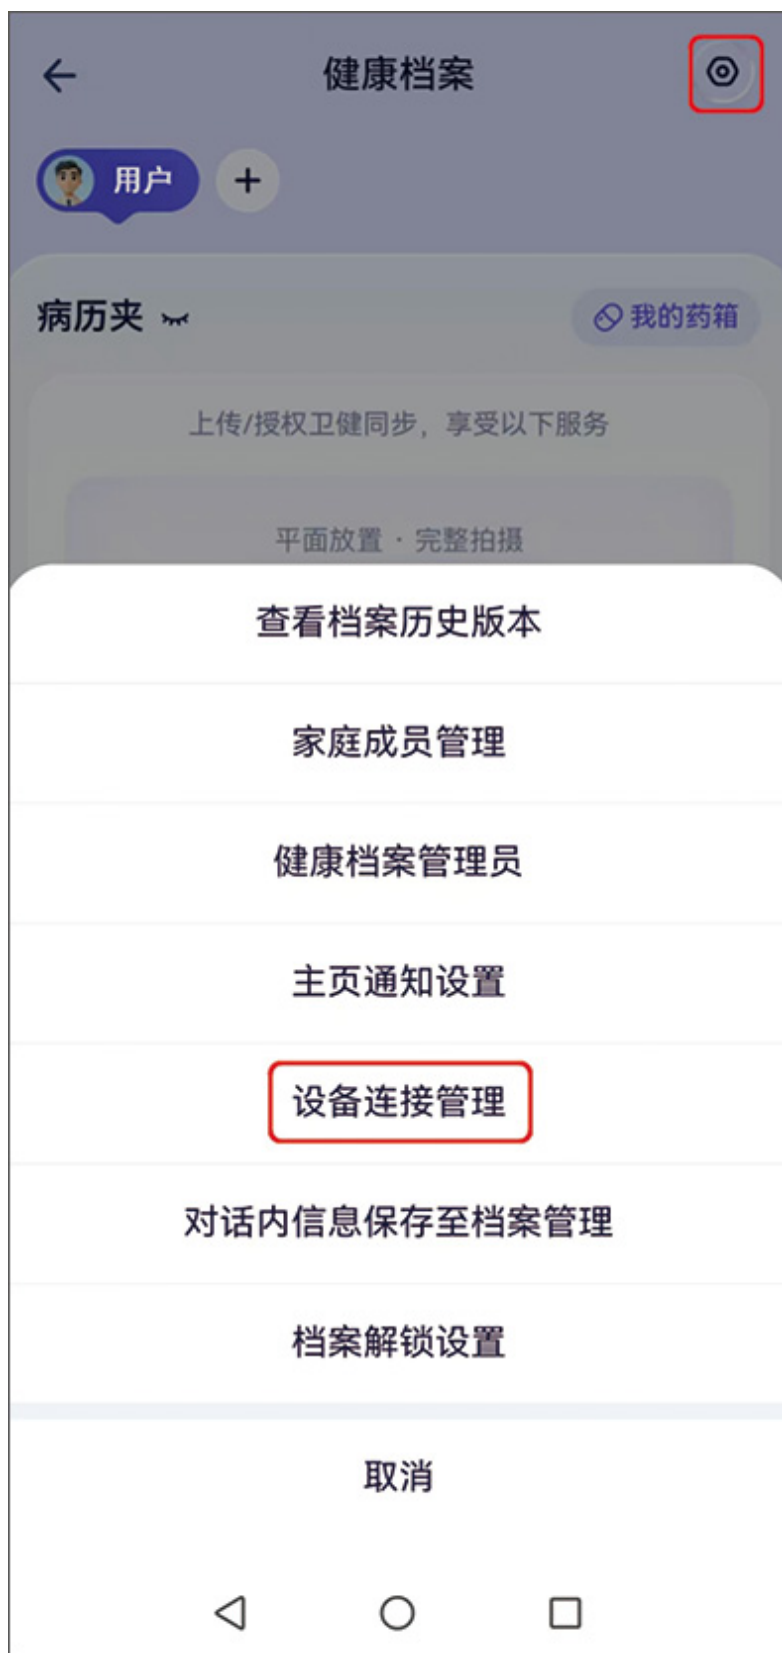 健康档案
用户 +
病历夹 我的药箱
上传/授权卫健同步，享受以下服务
平面放置 · 完整拍摄
查看档案历史版本
家庭成员管理
健康档案管理员
主页通知设置
设备连接管理
对话内信息保存至档案管理
档案解锁设置
取消